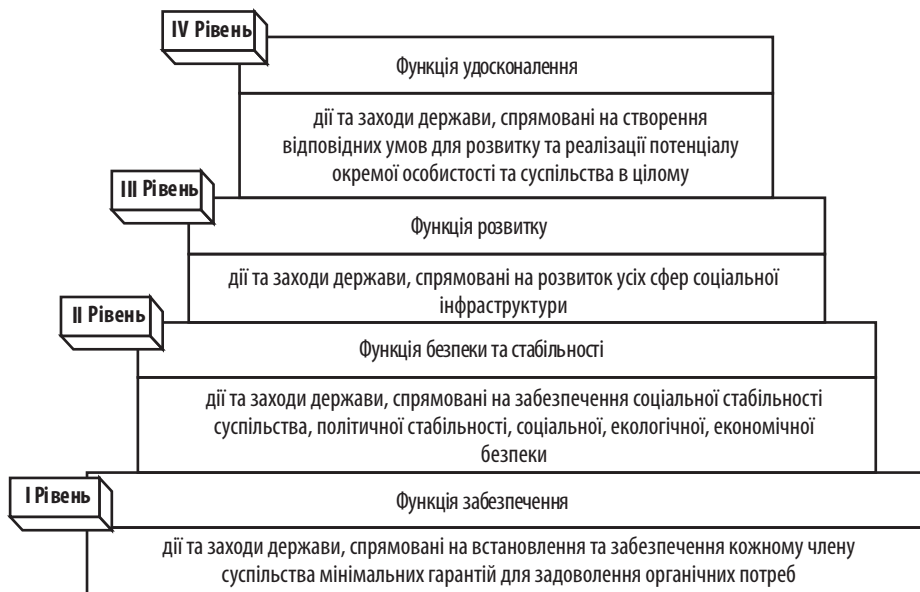 IV Рівень
Функція удосконалення
дії та заходи держави, спрямовані на створення
відповідних умов для розвитку та реалізації потенціалу
окремої особистості та суспільства в цілому
III Рівень
Функція розвитку
дії та заходи держави, спрямовані на розвиток усіх сфер соціальної
інфраструктури
II Рівень
Функція безпеки та стабільності
дії та заходи держави, спрямовані на забезпечення соціальної стабільності
суспільства, політичної стабільності, соціальної, екологічної, економічної
безпеки
I Рівень
Функція забезпечення
дії та заходи держави, спрямовані на встановлення та забезпечення кожному члену
суспільства мінімальних гарантій для задоволення органічних потреб